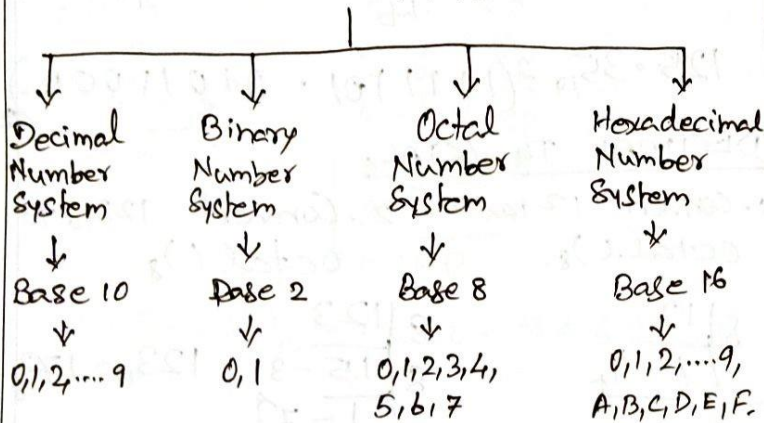 Decimal Number System
Binary Number System
Octal Number System
Hexadecimal Number System
Base 10
Base 2
Base 8
Base 16
0,1,2,....9
0,1
0,1,2,3,4,
5,6,7
0,1,2,....9,
A,B,C,D,E,F.